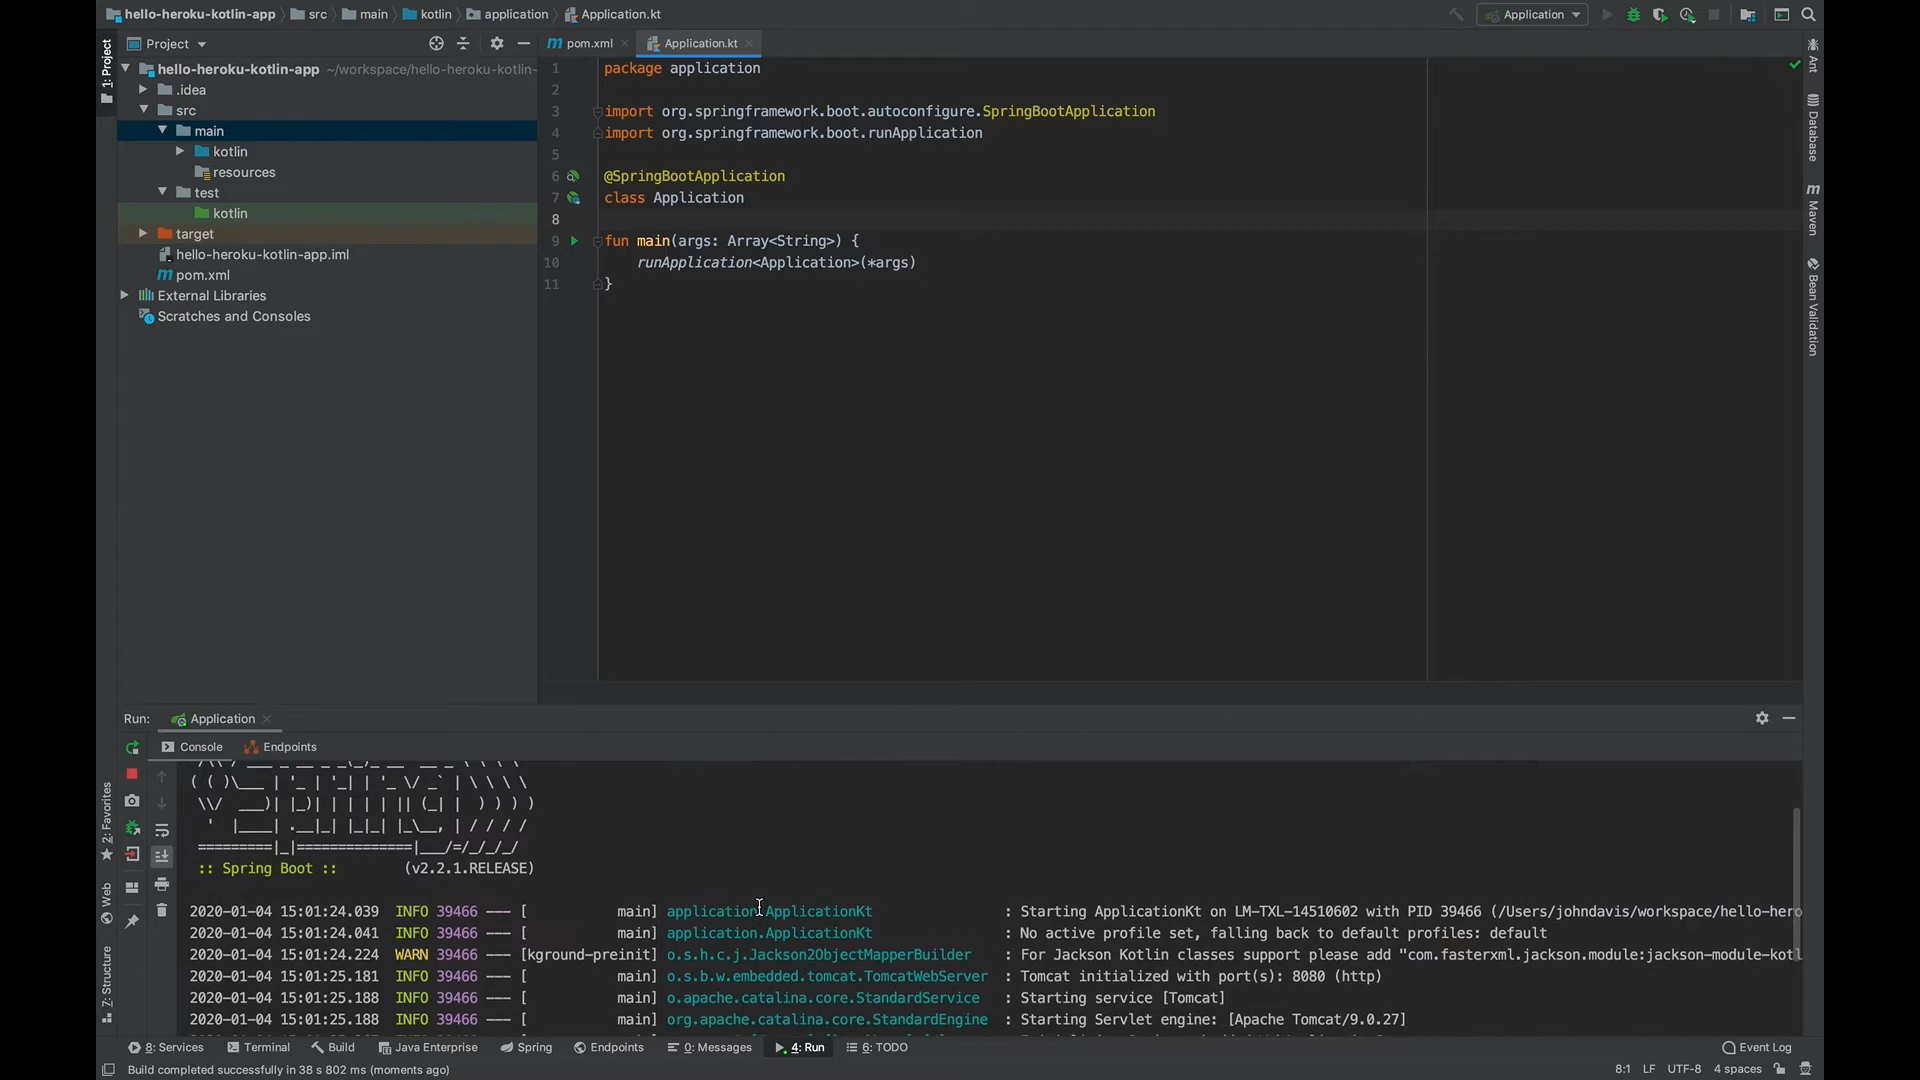 hello-heroku-kotlin-app src main kotlin application Application.kt
Application
Project
pom.xml
Application.kt
1: Project
hello-heroku-kotlin-app ~/workspace/hello-heroku-kotlin-
.idea
src
main
kotlin
resources
test
kotlin
target
hello-heroku-kotlin-app.iml
pom.xml
External Libraries
Scratches and Consoles
1 package application
2
3 import org.springframework.boot.autoconfigure.SpringBootApplication
4 import org.springframework.boot.runApplication
5
6 @SpringBootApplication
7 class Application
8
9 fun main(args: Array<String>) {
10 runApplication<Application>(*args)
11 }
Ant
Database
Maven
Bean Validation
Run: Application
Console Endpoints
:: Spring Boot :: (v2.2.1.RELEASE)
2020-01-04 15:01:24.039 INFO 39466 --- [ main] application.ApplicationKt : Starting ApplicationKt on LM-TXL-14510602 with PID 39466 (/Users/johndavis/workspace/hello-hero
2020-01-04 15:01:24.041 INFO 39466 --- [ main] application.ApplicationKt : No active profile set, falling back to default profiles: default
2020-01-04 15:01:24.224 WARN 39466 --- [kground-preinit] o.s.h.c.j.Jackson2ObjectMapperBuilder : For Jackson Kotlin classes support please add "com.fasterxml.jackson.module:jackson-module-kotl
2020-01-04 15:01:25.181 INFO 39466 --- [ main] o.s.b.w.embedded.tomcat.TomcatWebServer : Tomcat initialized with port(s): 8080 (http)
2020-01-04 15:01:25.188 INFO 39466 --- [ main] o.apache.catalina.core.StandardService : Starting service [Tomcat]
2020-01-04 15:01:25.188 INFO 39466 --- [ main] org.apache.catalina.core.StandardEngine : Starting Servlet engine: [Apache Tomcat/9.0.27]
2: Favorites
Web
7: Structure
8: Services Terminal Build Java Enterprise Spring Endpoints 0: Messages 4: Run 6: TODO Event Log
Build completed successfully in 38 s 802 ms (moments ago) 8:1 LF UTF-8 4 spaces